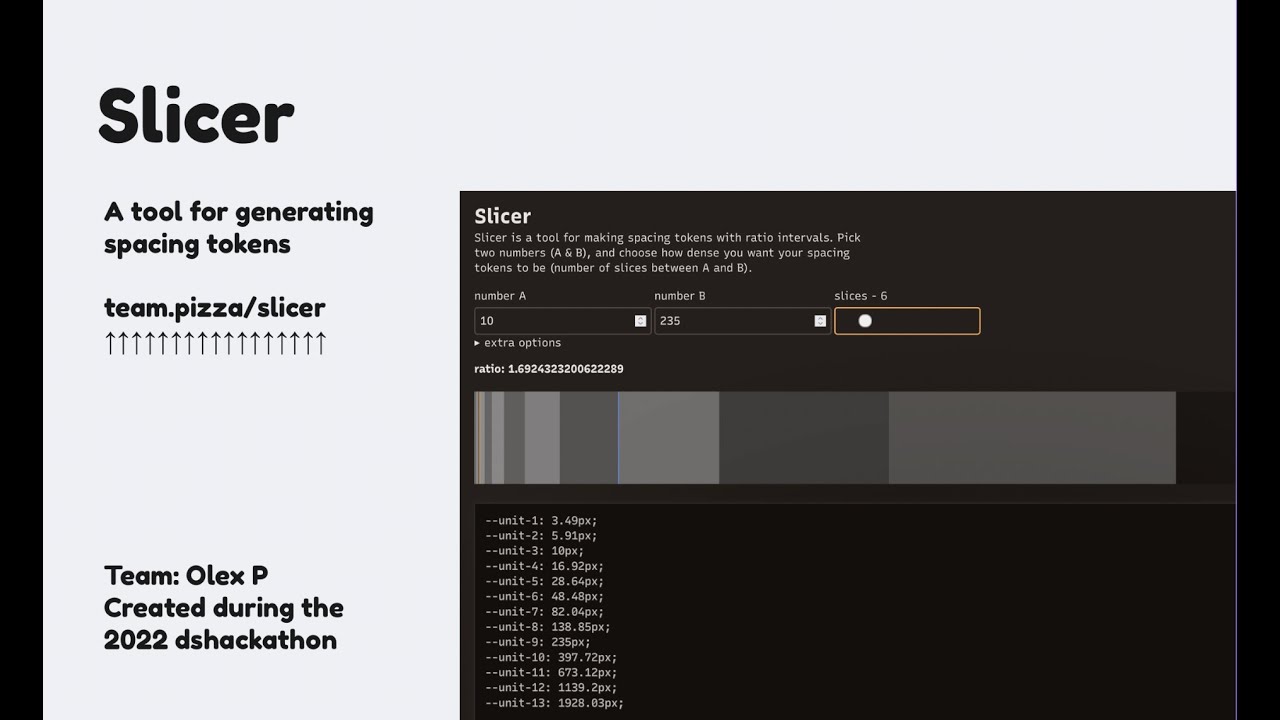 Slicer
A tool for generating
spacing tokens
team.pizza/slicer
↑↑↑↑↑↑↑↑↑↑↑↑↑↑↑↑↑
Team: Olex P
Created during the
2022 dshackathon
Slicer
Slicer is a tool for making spacing tokens with ratio intervals. Pick
two numbers (A & B), and choose how dense you want your spacing
tokens to be (number of slices between A and B).
number A number B slices - 6
10 235
▸ extra options
ratio: 1.6924323200622289
--unit-1: 3.49px;
--unit-2: 5.91px;
--unit-3: 10px;
--unit-4: 16.92px;
--unit-5: 28.64px;
--unit-6: 48.48px;
--unit-7: 82.04px;
--unit-8: 138.85px;
--unit-9: 235px;
--unit-10: 397.72px;
--unit-11: 673.12px;
--unit-12: 1139.2px;
--unit-13: 1928.03px;